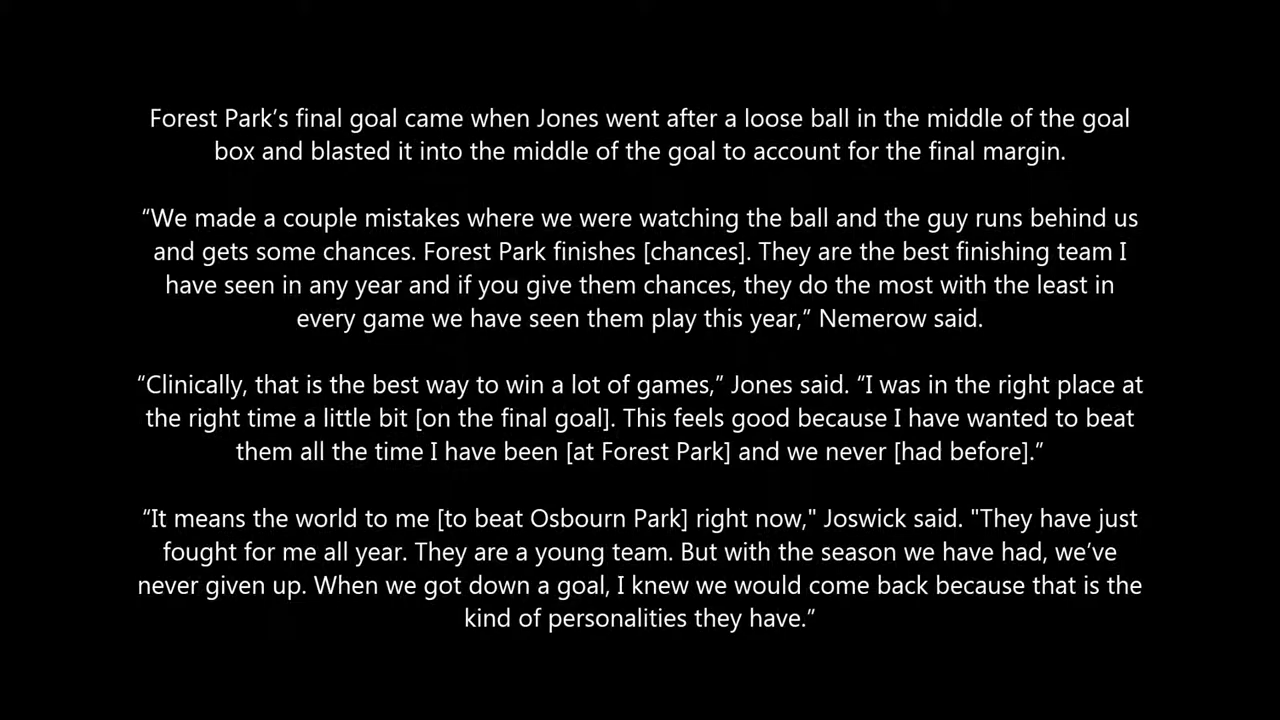 Forest Park’s final goal came when Jones went after a loose ball in the middle of the goal
box and blasted it into the middle of the goal to account for the final margin.
“We made a couple mistakes where we were watching the ball and the guy runs behind us
and gets some chances. Forest Park finishes [chances]. They are the best finishing team I
have seen in any year and if you give them chances, they do the most with the least in
every game we have seen them play this year,” Nemerow said.
“Clinically, that is the best way to win a lot of games,” Jones said. “I was in the right place at
the right time a little bit [on the final goal]. This feels good because I have wanted to beat
them all the time I have been [at Forest Park] and we never [had before].”
“It means the world to me [to beat Osbourn Park] right now," Joswick said. "They have just
fought for me all year. They are a young team. But with the season we have had, we’ve
never given up. When we got down a goal, I knew we would come back because that is the
kind of personalities they have.”